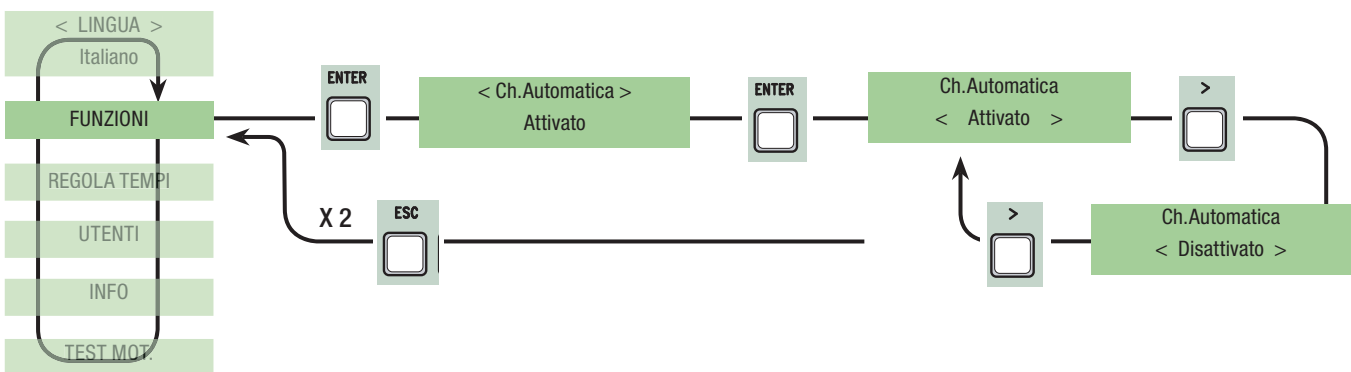 < LINGUA >
Italiano
FUNZIONI
REGOLA TEMPI
UTENTI
INFO
TEST MOT.
ENTER
< Ch.Automatica >
Attivato
ENTER
Ch.Automatica
< Attivato >
>
Ch.Automatica
< Disattivato >
>
ESC
X 2